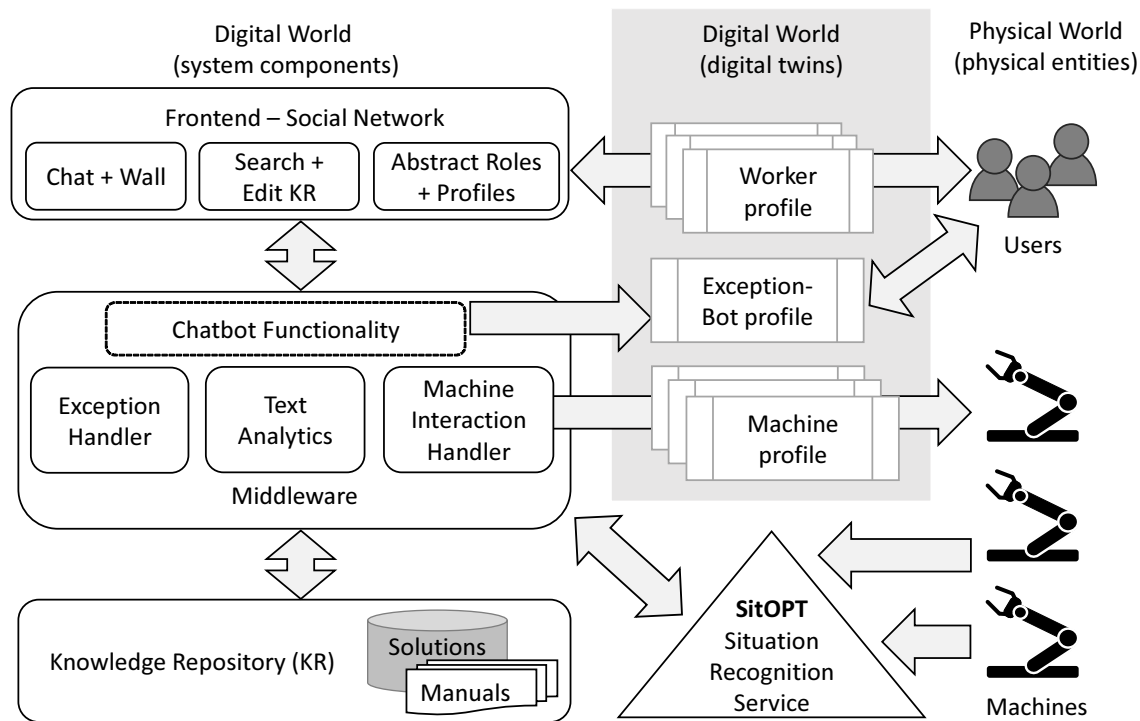 Digital World
(system components)
Digital World
(digital twins)
Physical World
(physical entities)
Frontend – Social Network
Chat + Wall
Search +
Edit KR
Abstract Roles
+ Profiles
Worker
profile
Users
Chatbot Functionality
Exception-
Bot profile
Exception
Handler
Text
Analytics
Machine
Interaction
Handler
Machine
profile
Middleware
Knowledge Repository (KR)
Solutions
Manuals
SitOPT
Situation
Recognition
Service
Machines